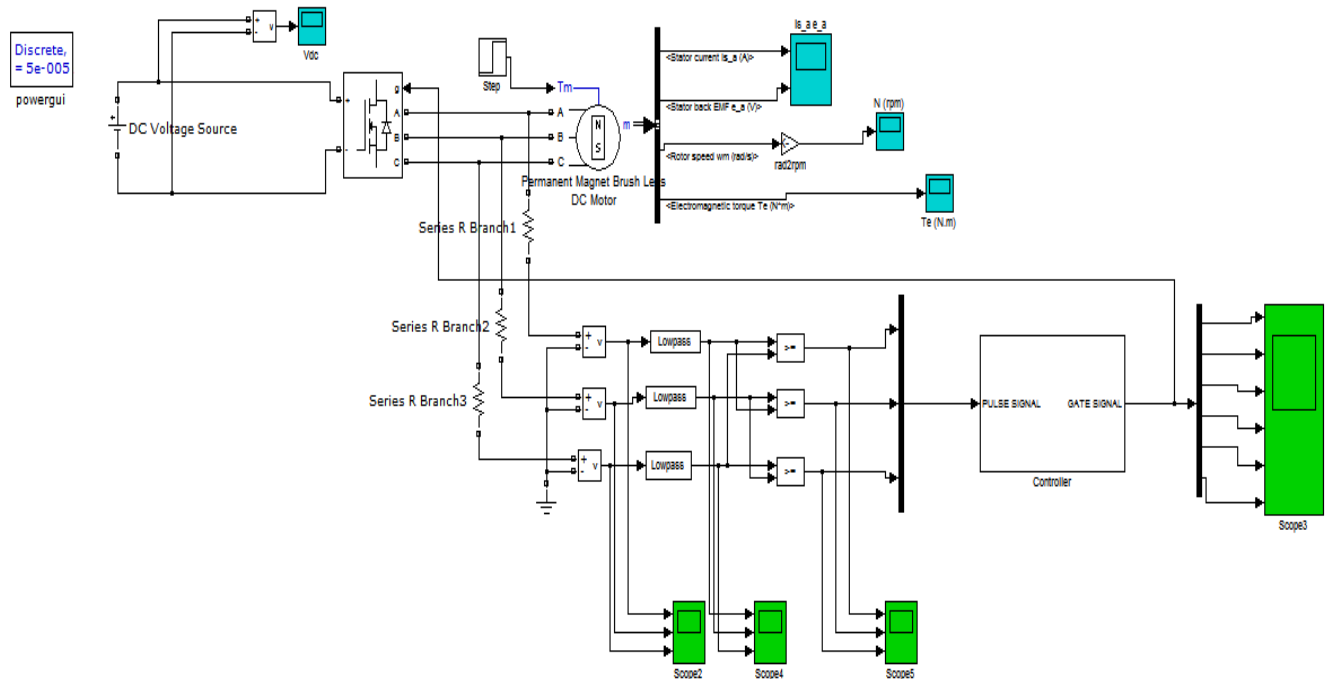 Discrete,
= 5e-005
powergui
+
-
v
Vdc
+
DC Voltage Source
+
-
g
A
B
C
Step
Tm
A
B
C
N
S
m
Permanent Magnet Brush Less
DC Motor
<Stator current is_a (A)>
<Stator back EMF e_a (V)>
<Rotor speed wm (rad/s)>
<Electromagnetic torque Te (N*m)>
Is_a e_a
rad2rpm
N (rpm)
Te (N.m)
Series R Branch1
Series R Branch2
Series R Branch3
+
-
v
Lowpass
>=
+
-
v
Lowpass
>=
+
-
v
Lowpass
>=
PULSE SIGNAL
GATE SIGNAL
Controller
Scope3
Scope2
Scope4
Scope5